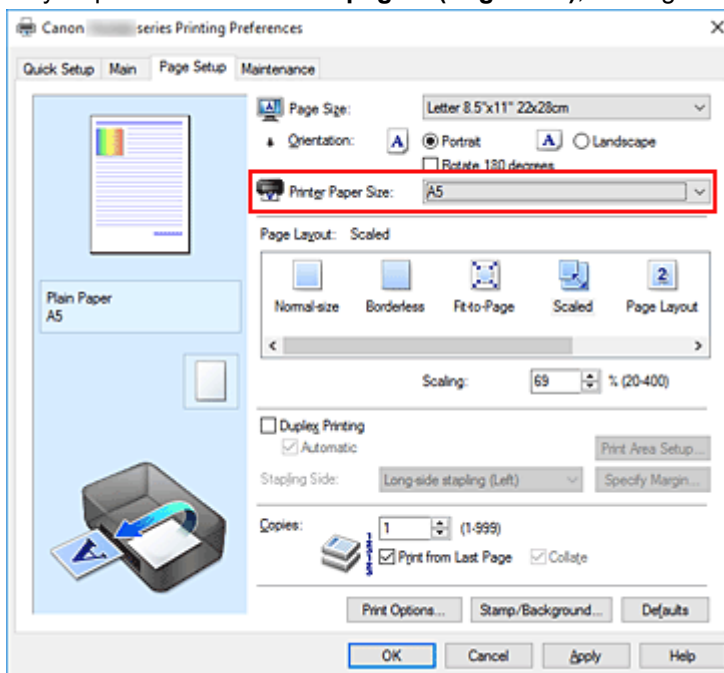 Canon series Printing Preferences
Quick Setup Main Page Setup Maintenance
Page Size: Letter 8.5"x11" 22x28cm
Orientation: A Portrait A Landscape
Rotate 180 degrees
Printer Paper Size: A5
Page Layout: Scaled
Normal-size Borderless Fit-to-Page Scaled Page Layout
Plain Paper
A5
Scaling: 69 % (20-400)
Duplex Printing
Automatic
Print Area Setup...
Stapling Side: Long-side stapling (Left) Specify Margin...
Copies: 1 (1-999)
Print from Last Page Collate
Print Options... Stamp/Background... Defaults
OK Cancel Apply Help